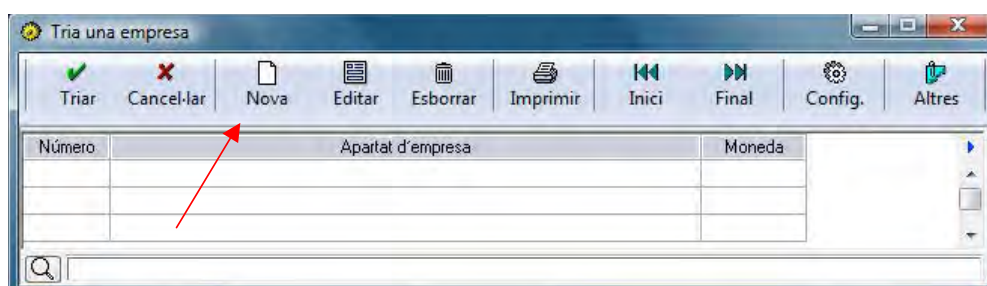 Tria una empresa
Triar Cancel·lar Nova Editar Esborrar Imprimir Inici Final Config. Altres
Número Apartat d'empresa Moneda